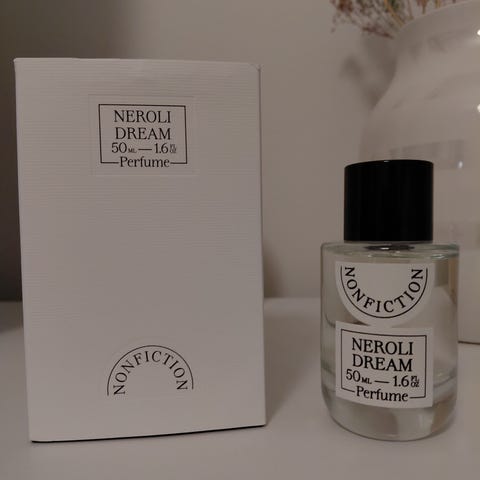 NEROLI
DREAM
50 ML — 1.6 FL OZ
Perfume
NONFICTION
NONFICTION
NEROLI
DREAM
50 ML — 1.6 FL OZ
Perfume